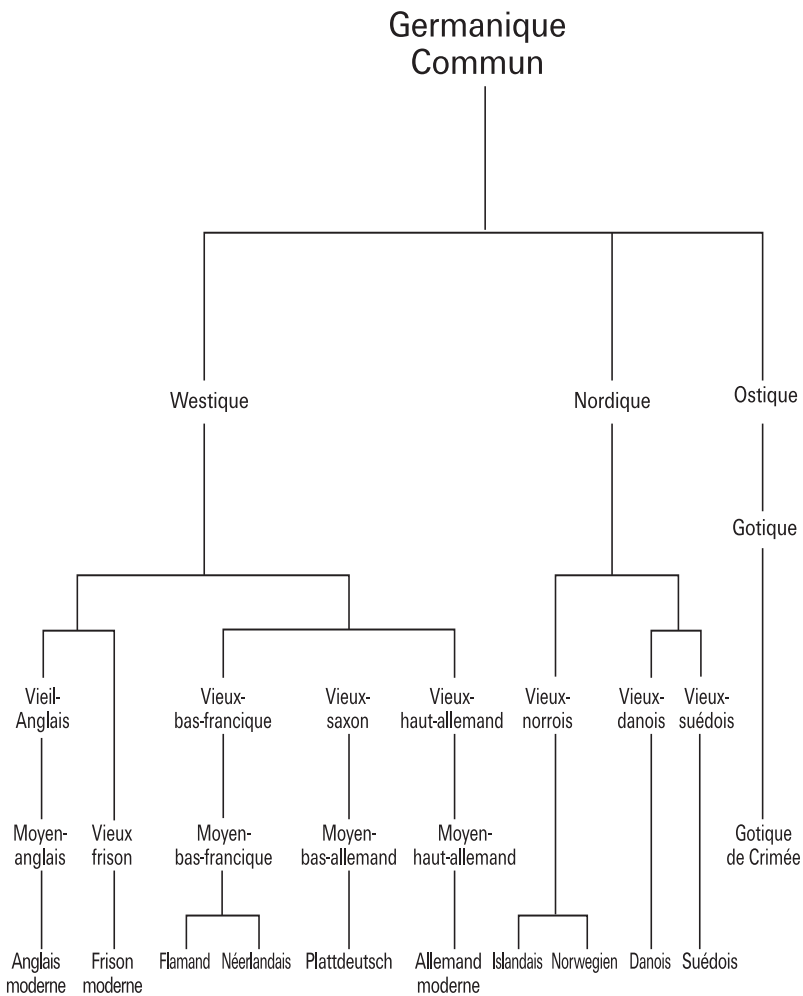 Germanique
Commun
Westique
Nordique
Ostique
Gotique
Vieil-
Anglais
Vieux-
bas-francique
Vieux-
saxon
Vieux-
haut-allemand
Vieux-
norrois
Vieux-
danois
Vieux-
suédois
Moyen-
anglais
Vieux
frison
Moyen-
bas-francique
Moyen-
bas-allemand
Moyen-
haut-allemand
Gotique
de Crimée
Anglais
moderne
Frison
moderne
Flamand
Néerlandais
Plattdeutsch
Allemand
moderne
Islandais
Norwegien
Danois
Suédois